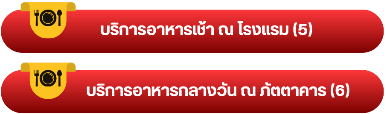 บริการอาหารเช้า ณ โรงแรม (5)
บริการอาหารกลางวัน ณ ภัตตาคาร (6)